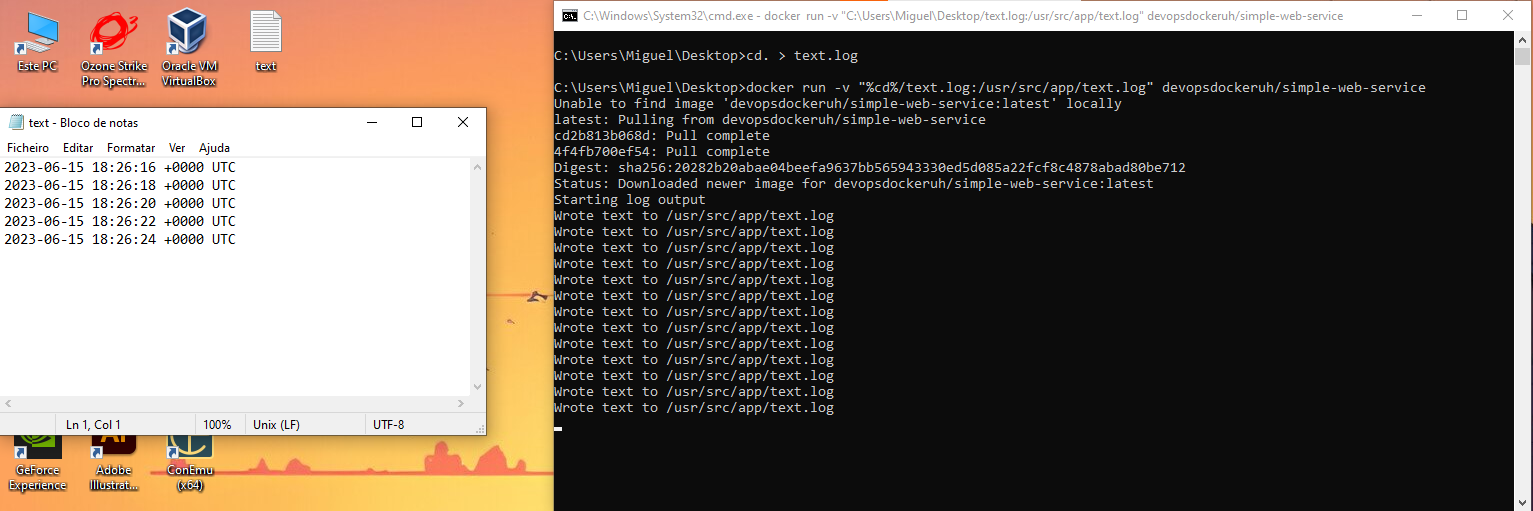 Este PC
Ozone Strike
Pro Spectr...
Oracle VM
VirtualBox
text
text - Bloco de notas
Ficheiro Editar Formatar Ver Ajuda
2023-06-15 18:26:16 +0000 UTC
2023-06-15 18:26:18 +0000 UTC
2023-06-15 18:26:20 +0000 UTC
2023-06-15 18:26:22 +0000 UTC
2023-06-15 18:26:24 +0000 UTC
Ln 1, Col 1 100% Unix (LF) UTF-8
GeForce
Experience
Adobe
Illustrat...
ConEmu
(x64)
C:\Windows\System32\cmd.exe - docker run -v "C:\Users\Miguel\Desktop/text.log:/usr/src/app/text.log" devopsdockeruh/simple-web-service
C:\Users\Miguel\Desktop>cd. > text.log
C:\Users\Miguel\Desktop>docker run -v "%cd%/text.log:/usr/src/app/text.log" devopsdockeruh/simple-web-service
Unable to find image 'devopsdockeruh/simple-web-service:latest' locally
latest: Pulling from devopsdockeruh/simple-web-service
cd2b813b068d: Pull complete
4f4fb700ef54: Pull complete
Digest: sha256:20282b20abae04beefa9637bb565943330ed5d085a22fcf8c4878abad80be712
Status: Downloaded newer image for devopsdockeruh/simple-web-service:latest
Starting log output
Wrote text to /usr/src/app/text.log
Wrote text to /usr/src/app/text.log
Wrote text to /usr/src/app/text.log
Wrote text to /usr/src/app/text.log
Wrote text to /usr/src/app/text.log
Wrote text to /usr/src/app/text.log
Wrote text to /usr/src/app/text.log
Wrote text to /usr/src/app/text.log
Wrote text to /usr/src/app/text.log
Wrote text to /usr/src/app/text.log
Wrote text to /usr/src/app/text.log
Wrote text to /usr/src/app/text.log
Wrote text to /usr/src/app/text.log